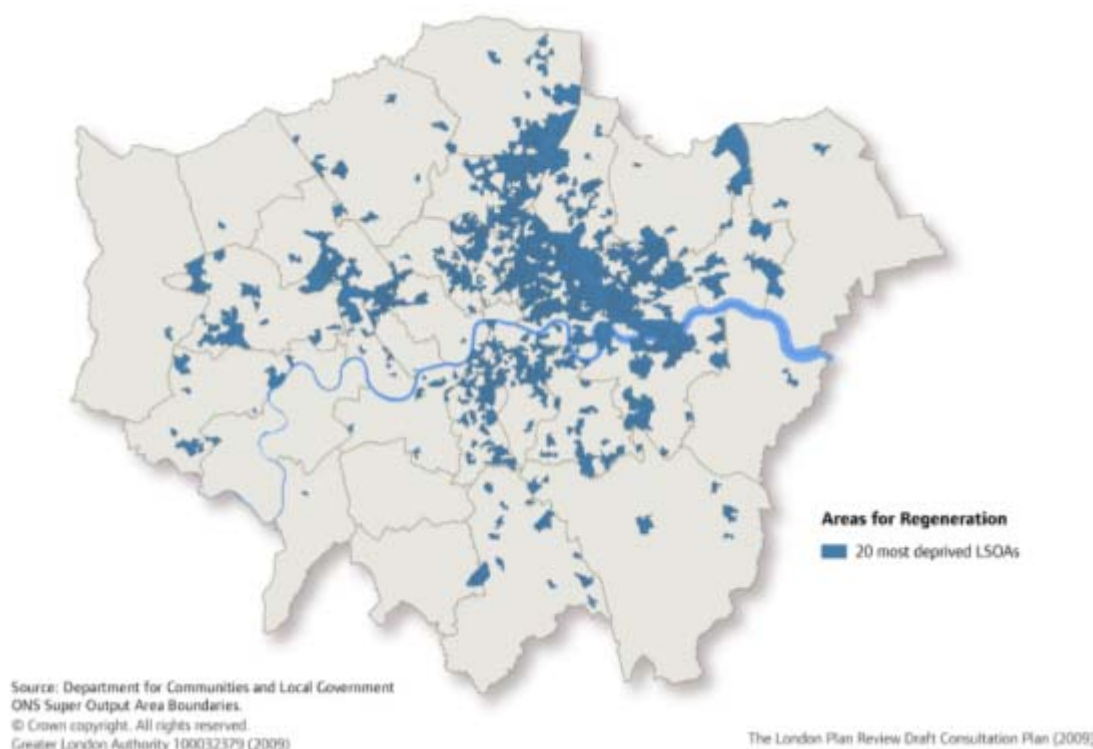 Areas for Regeneration
20 most deprived LSOAs
Source: Department for Communities and Local Government
ONS Super Output Area Boundaries.
© Crown copyright. All rights reserved.
Greater London Authority 100032379 (2009)
The London Plan Review Draft Consultation Plan (2009)